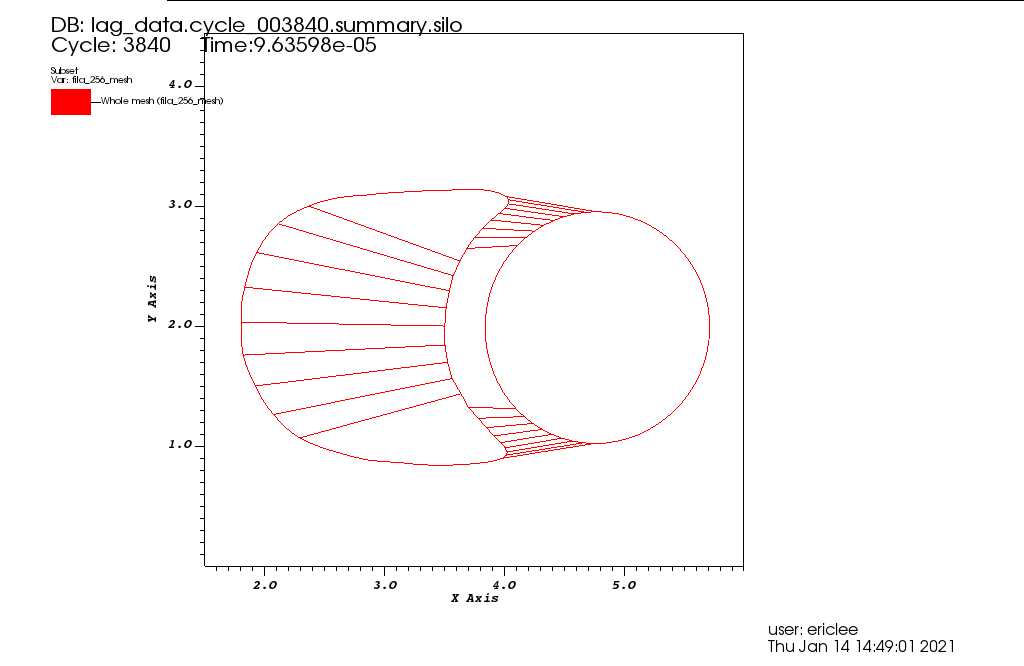 DB: lag_data.cycle_003840.summary.silo
Cycle: 3840 Time:9.63598e-05
Subset
Var: fila_256_mesh
Whole mesh (fila_256_mesh)
4.0
3.0
2.0
1.0
Y Axis
2.0 3.0 4.0 5.0
X Axis
user: ericlee
Thu Jan 14 14:49:01 2021